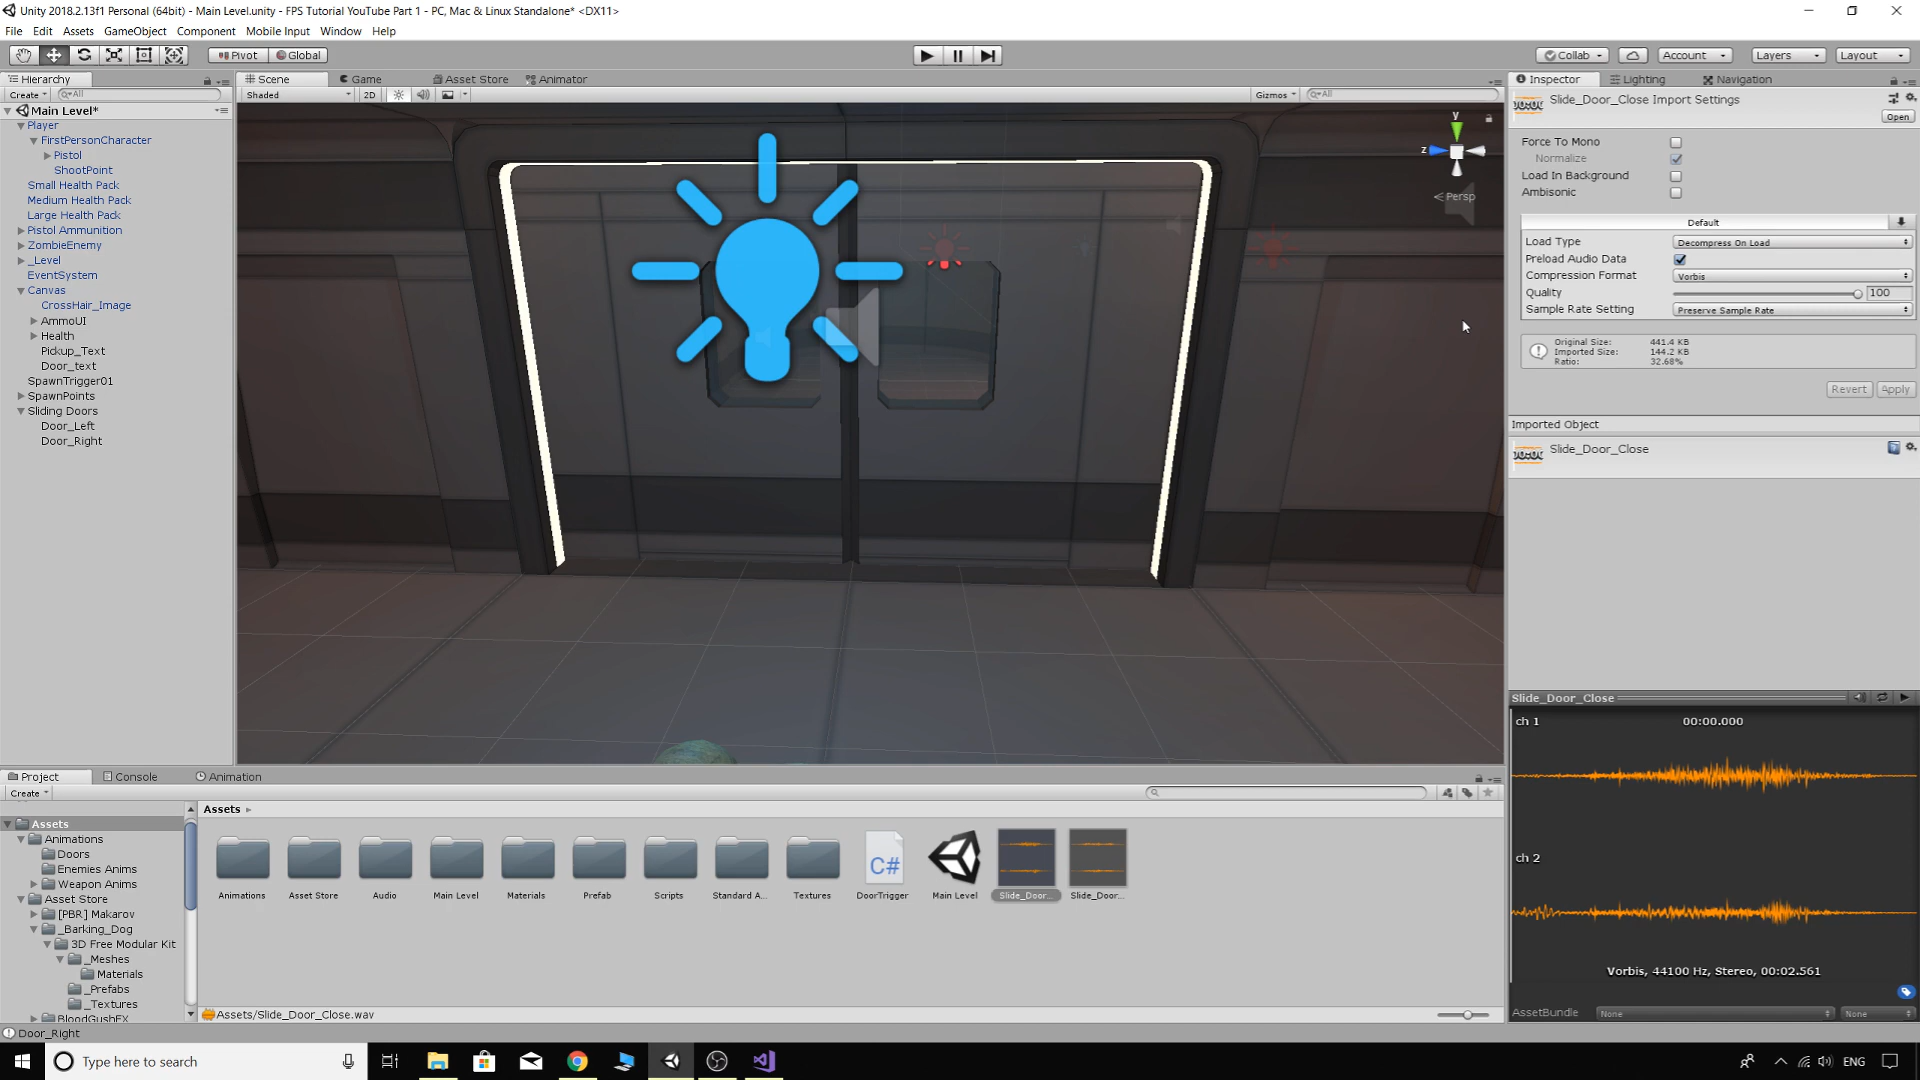 Unity 2018.2.13f1 Personal (64bit) - Main Level.unity - FPS Tutorial YouTube Part 1 - PC, Mac & Linux Standalone* <DX11>
File Edit Assets GameObject Component Mobile Input Window Help
Pivot Global Collab Account Layers Layout
Hierarchy Scene Game Asset Store Animator Inspector Lighting Navigation
Create All Shaded 2D Gizmos All
Slide_Door_Close Import Settings
Open
Main Level*
Player
FirstPersonCharacter
Pistol
ShootPoint
Small Health Pack
Medium Health Pack
Large Health Pack
Pistol Ammunition
ZombieEnemy
_Level
EventSystem
Canvas
CrossHair_Image
AmmoUI
Health
Pickup_Text
Door_text
SpawnTrigger01
SpawnPoints
Sliding Doors
Door_Left
Door_Right
y
z
Persp
Force To Mono
Normalize
Load In Background
Ambisonic
Default
Load Type Decompress On Load
Preload Audio Data
Compression Format Vorbis
Quality 100
Sample Rate Setting Preserve Sample Rate
Original Size: 441.4 KB
Imported Size: 144.2 KB
Ratio: 32.68%
Revert Apply
Imported Object
Slide_Door_Close
Slide_Door_Close
ch 1 00:00.000
ch 2
Vorbis, 44100 Hz, Stereo, 00:02.561
AssetBundle None None
Project Console Animation
Create
Assets
Assets
Animations
Doors
Enemies Anims
Weapon Anims
Asset Store
[PBR] Makarov
_Barking_Dog
3D Free Modular Kit
_Meshes
Materials
_Prefabs
_Textures
BloodGushFX
C#
Animations Asset Store Audio Main Level Materials Prefab Scripts Standard A... Textures DoorTrigger Main Level Slide_Door... Slide_Door...
Assets/Slide_Door_Close.wav
Door_Right
Type here to search
ENG